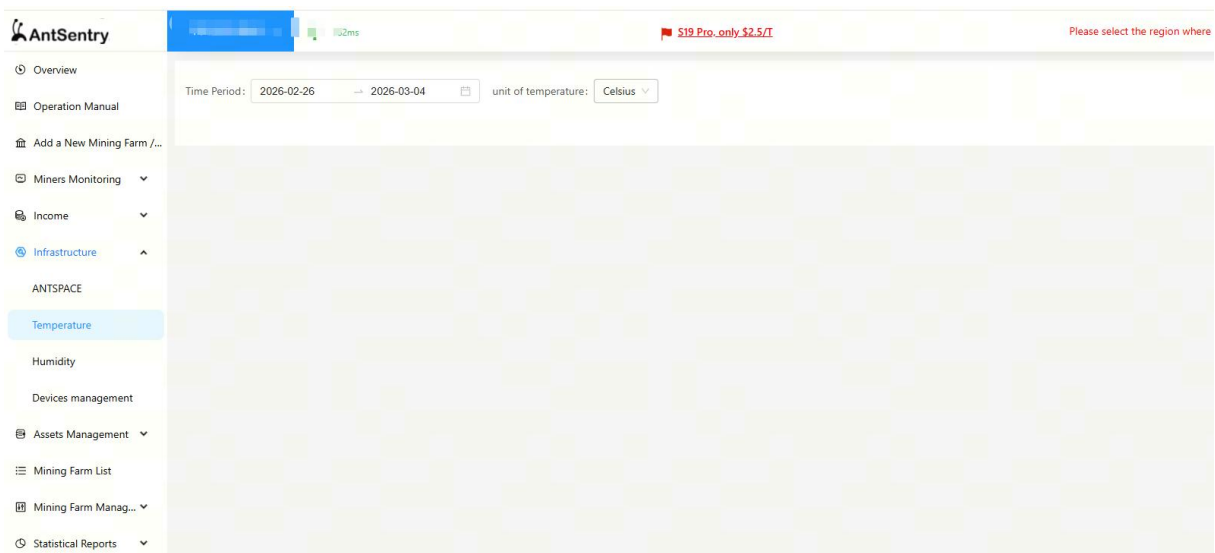 AntSentry
S19 Pro, only $2.5/T
Please select the region where
Overview
Operation Manual
Add a New Mining Farm /...
Miners Monitoring
Income
Infrastructure
ANTSPACE
Temperature
Humidity
Devices management
Assets Management
Mining Farm List
Mining Farm Manag...
Statistical Reports
Time Period: 2026-02-26 → 2026-03-04 unit of temperature: Celsius